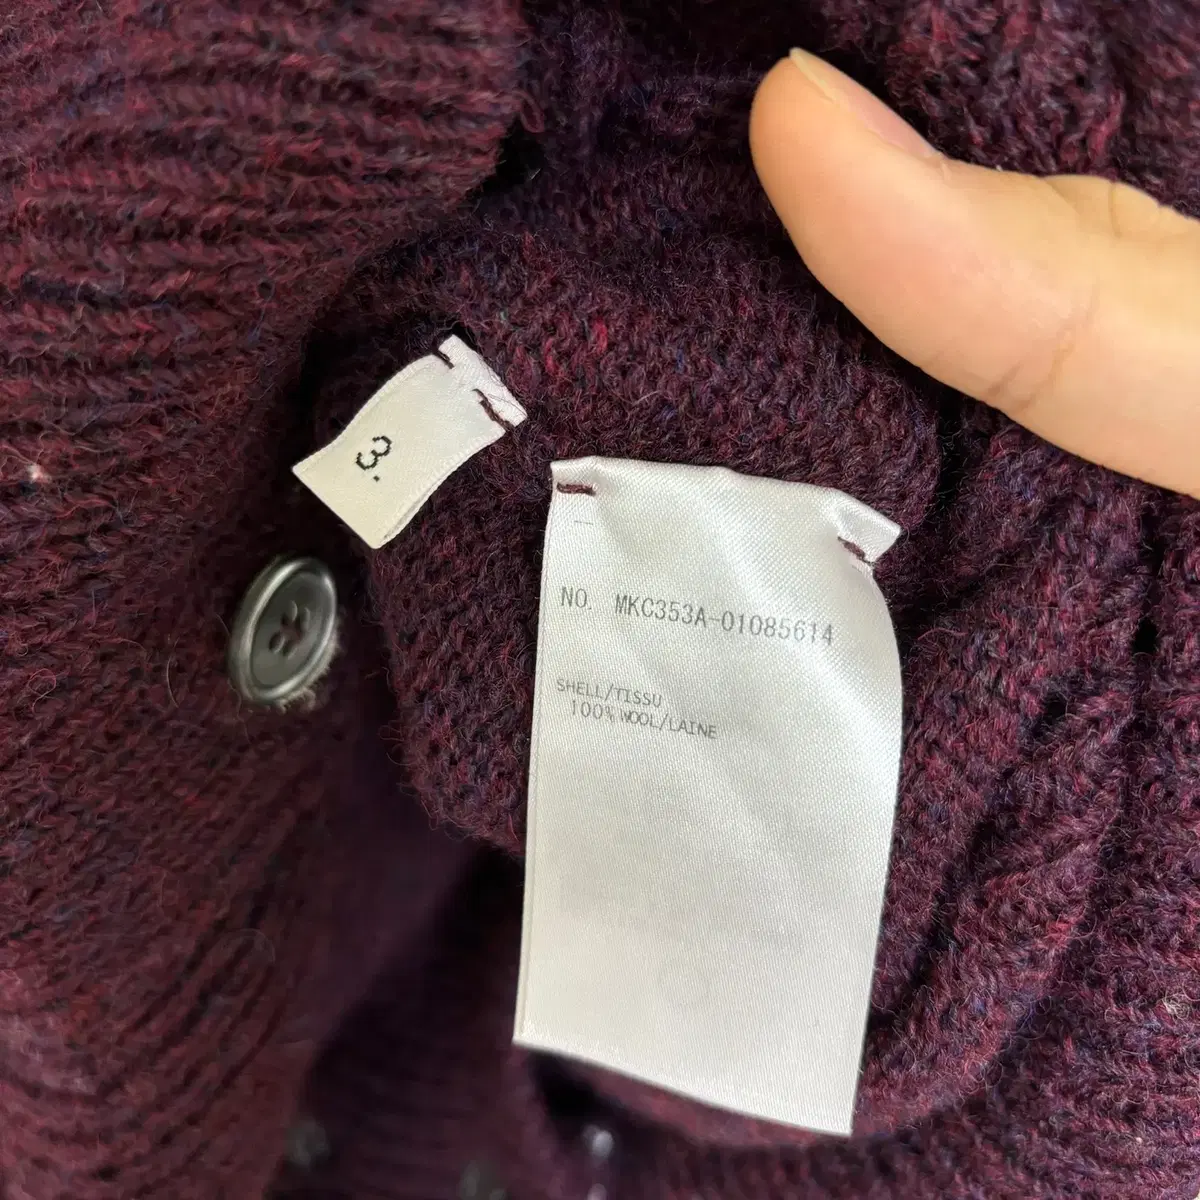 3.
NO. MKC353A-01085614
SHELL/TISSU
100% WOOL/LAINE